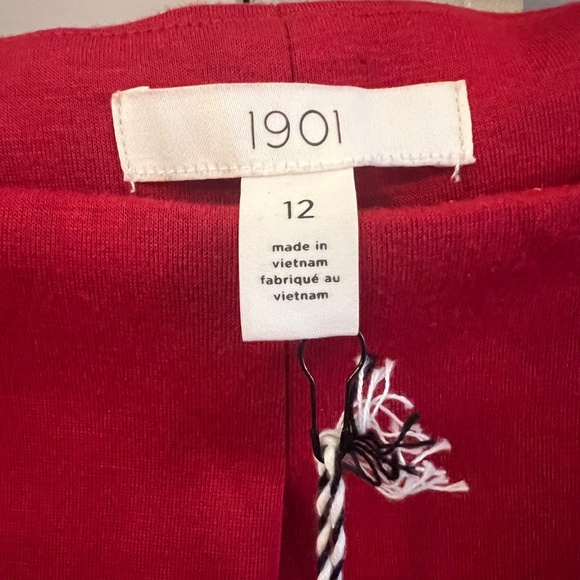 1901
12
made in
vietnam
fabriqué au
vietnam